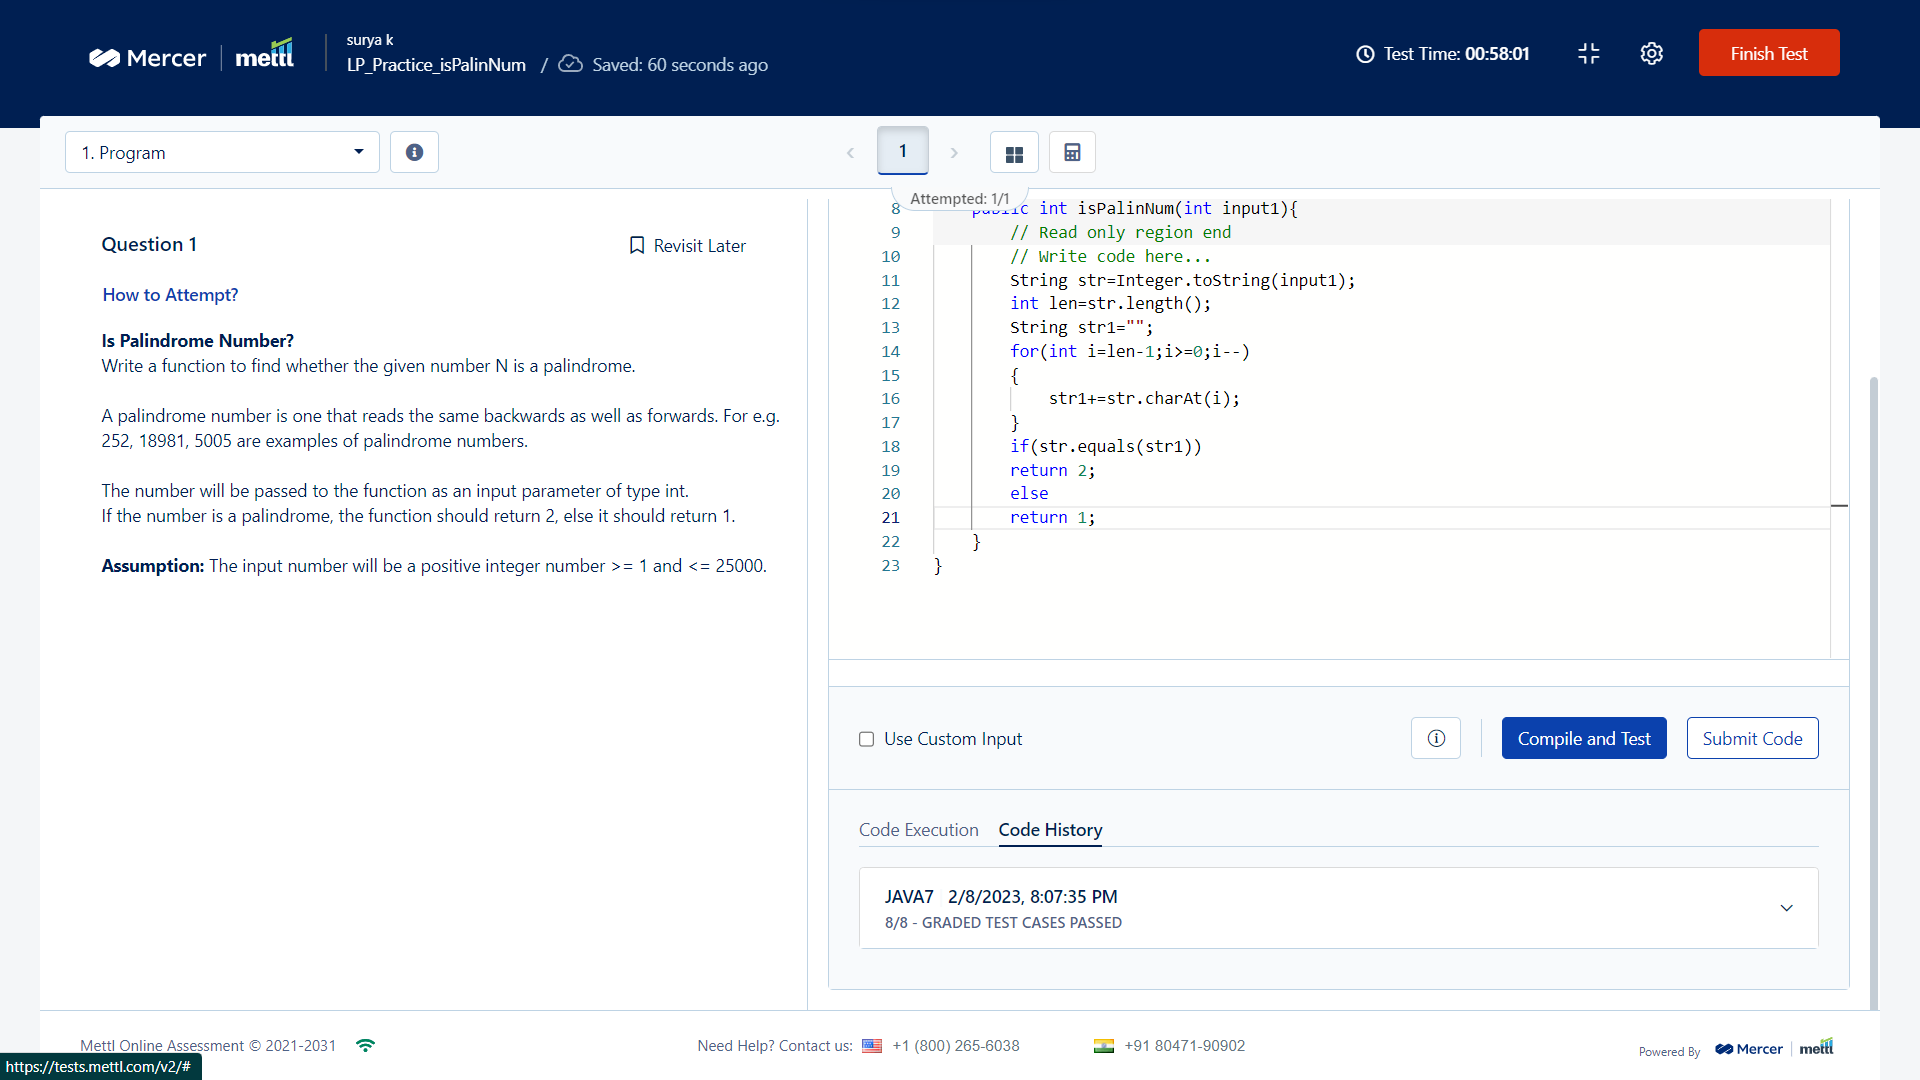 Mercer mettl
surya k
LP_Practice_isPalinNum / Saved: 60 seconds ago
Test Time: 00:58:01
Finish Test
1. Program
1
Attempted: 1/1
Question 1
Revisit Later
How to Attempt?
Is Palindrome Number?
Write a function to find whether the given number N is a palindrome.
A palindrome number is one that reads the same backwards as well as forwards. For e.g.
252, 18981, 5005 are examples of palindrome numbers.
The number will be passed to the function as an input parameter of type int.
If the number is a palindrome, the function should return 2, else it should return 1.
Assumption: The input number will be a positive integer number >= 1 and <= 25000.
8 public int isPalinNum(int input1){
9 // Read only region end
10 // Write code here...
11 String str=Integer.toString(input1);
12 int len=str.length();
13 String str1="";
14 for(int i=len-1;i>=0;i--)
15 {
16 str1+=str.charAt(i);
17 }
18 if(str.equals(str1))
19 return 2;
20 else
21 return 1;
22 }
23 }
Use Custom Input
Compile and Test
Submit Code
Code Execution
Code History
JAVA7 2/8/2023, 8:07:35 PM
8/8 - GRADED TEST CASES PASSED
Mettl Online Assessment © 2021-2031
Need Help? Contact us: +1 (800) 265-6038
+91 80471-90902
Powered By Mercer mettl
https://tests.mettl.com/v2/#